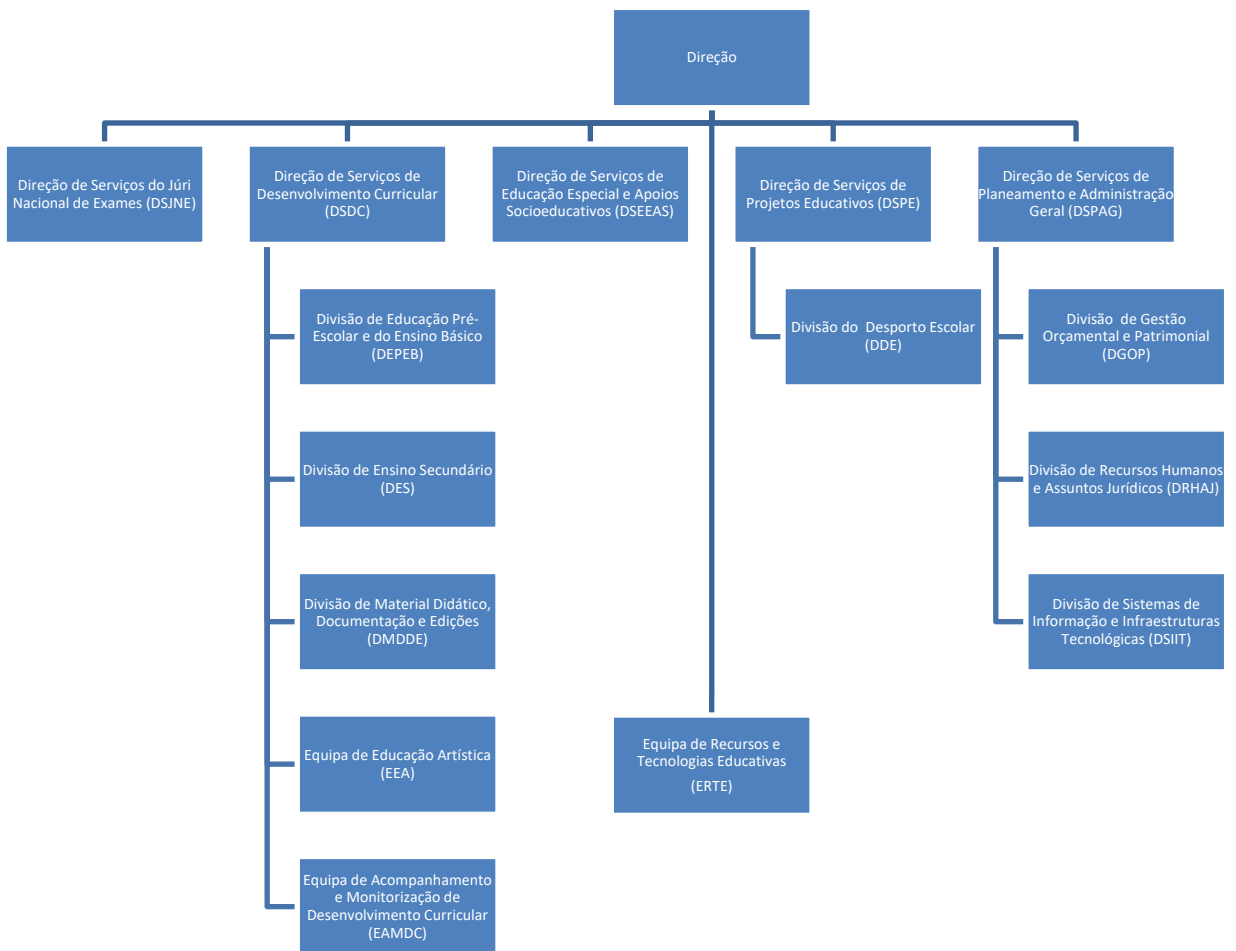 Direção
Direção de Serviços do Júri
Nacional de Exames (DSJNE)
Direção de Serviços de
Desenvolvimento Curricular
(DSDC)
Direção de Serviços de
Educação Especial e Apoios
Socioeducativos (DSEEAS)
Direção de Serviços de
Projetos Educativos (DSPE)
Direção de Serviços de
Planeamento e Administração
Geral (DSPAG)
Divisão de Educação Pré-
Escolar e do Ensino Básico
(DEPEB)
Divisão do Desporto Escolar
(DDE)
Divisão de Gestão
Orçamental e Patrimonial
(DGOP)
Divisão de Ensino Secundário
(DES)
Divisão de Recursos Humanos
e Assuntos Jurídicos (DRHAJ)
Divisão de Material Didático,
Documentação e Edições
(DMDDE)
Divisão de Sistemas de
Informação e Infraestruturas
Tecnológicas (DSIIT)
Equipa de Educação Artística
(EEA)
Equipa de Recursos e
Tecnologias Educativas
(ERTE)
Equipa de Acompanhamento
e Monitorização de
Desenvolvimento Curricular
(EAMDC)